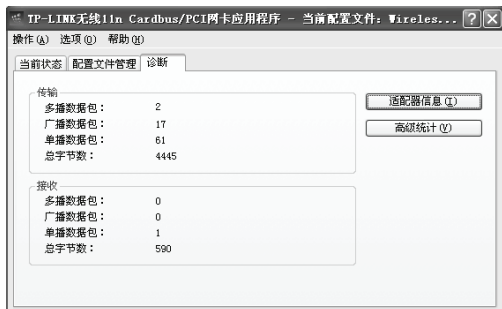 TP-LINK无线11n Cardbus/PCI网卡应用程序 - 当前配置文件: Wireles...
操作(A) 选项(O) 帮助(H)
当前状态 配置文件管理 诊断
传输
多播数据包: 2
广播数据包: 17
单播数据包: 61
总字节数: 4445
接收
多播数据包: 0
广播数据包: 0
单播数据包: 1
总字节数: 590
适配器信息(I)
高级统计(V)